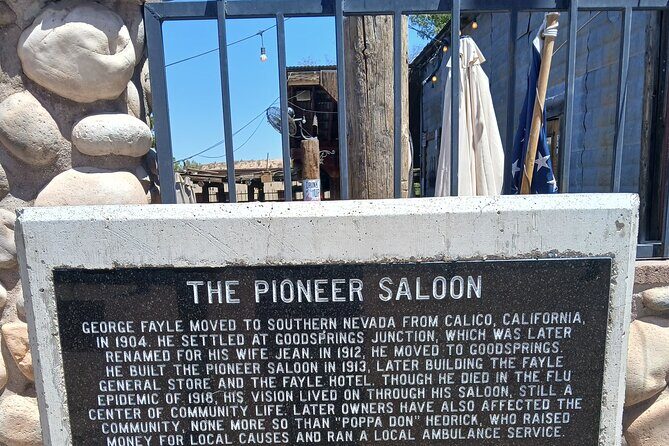 THE PIONEER SALOON
GEORGE FAYLE MOVED TO SOUTHERN NEVADA FROM CALICO, CALIFORNIA,
IN 1904. HE SETTLED AT GOODSPRINGS JUNCTION, WHICH WAS LATER
RENAMED FOR HIS WIFE JEAN. IN 1912, HE MOVED TO GOODSPRINGS.
HE BUILT THE PIONEER SALOON IN 1913, LATER BUILDING THE FAYLE
GENERAL STORE AND THE FAYLE HOTEL. THOUGH HE DIED IN THE FLU
EPIDEMIC OF 1918, HIS VISION LIVED ON THROUGH HIS SALOON, STILL A
CENTER OF COMMUNITY LIFE. LATER OWNERS HAVE ALSO AFFECTED THE
COMMUNITY, NONE MORE SO THAN "POPPA DON" HEDRICK, WHO RAISED
MONEY FOR LOCAL CAUSES AND RAN A LOCAL AMBULANCE SERVICE